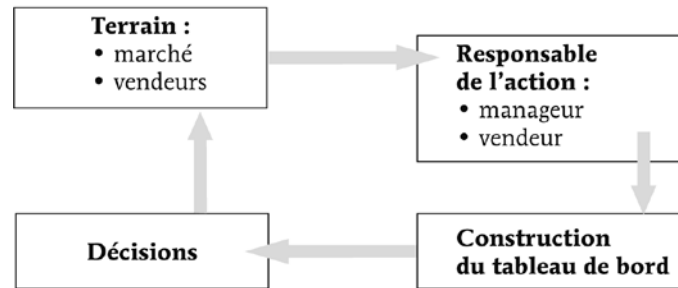 Terrain :
• marché
• vendeurs
Responsable
de l'action :
• manageur
• vendeur
Décisions
Construction
du tableau de bord